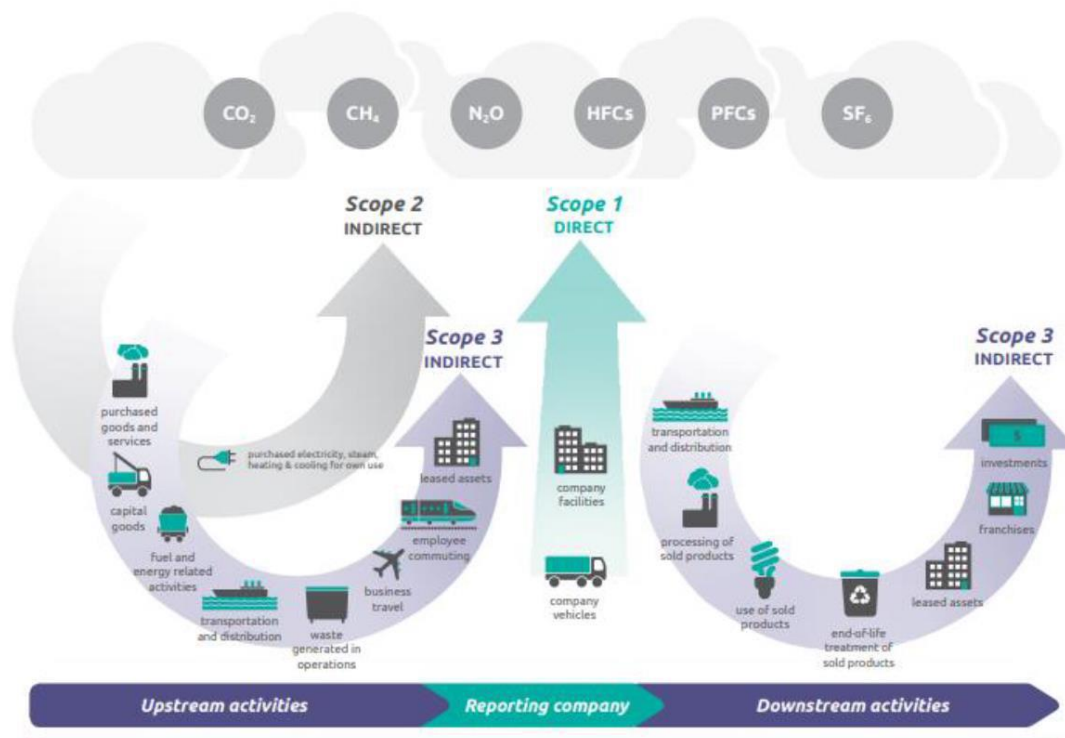 CO₂
CH₄
N₂O
HFCs
PFCs
SF₆
Scope 2
INDIRECT
Scope 1
DIRECT
Scope 3
INDIRECT
Scope 3
INDIRECT
purchased
goods and
services
capital
goods
fuel and
energy related
activities
purchased electricity, steam,
heating & cooling for own use
transportation
and distribution
waste
generated in
operations
business
travel
employee
commuting
leased assets
company
facilities
company
vehicles
transportation
and distribution
processing of
sold products
use of sold
products
end-of-life
treatment of
sold products
leased assets
franchises
$
investments
Upstream activities
Reporting company
Downstream activities